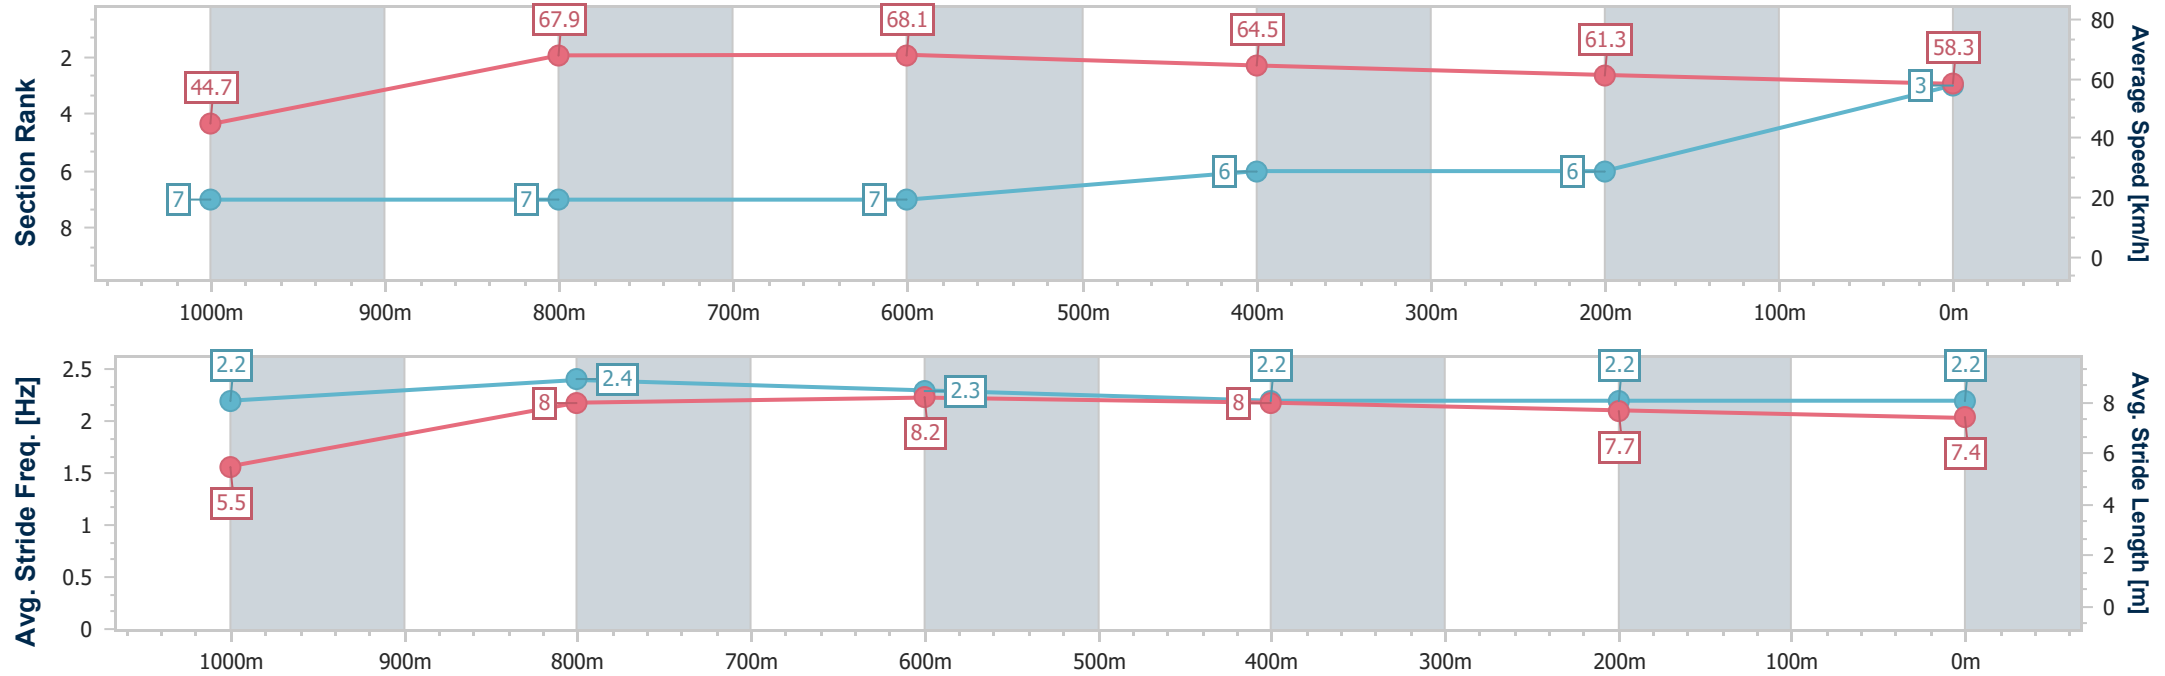 Section Rank
2
4
6
8
44.7
67.9
68.1
64.5
61.3
58.3
7
7
7
6
6
3
80
60
40
20
0
Average Speed [km/h]
1000m
900m
800m
700m
600m
500m
400m
300m
200m
100m
0m
Avg. Stride Freq. [Hz]
2.5
2
1.5
1
0.5
0
2.2
2.4
2.3
2.2
2.2
2.2
5.5
8
8.2
8
7.7
7.4
8
6
4
2
0
Avg. Stride Length [m]
1000m
900m
800m
700m
600m
500m
400m
300m
200m
100m
0m